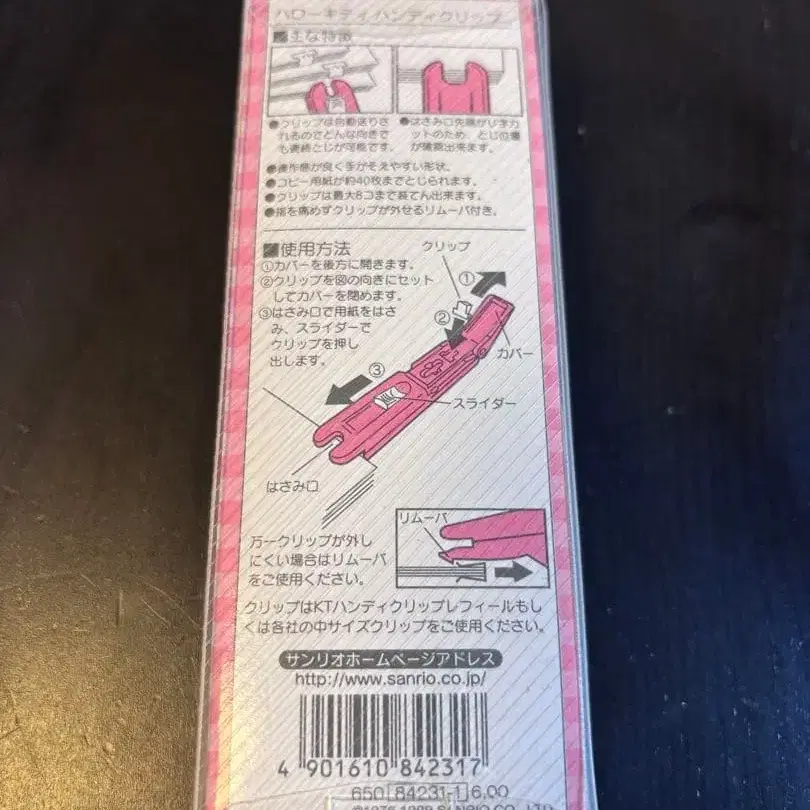 ハローキティハンディクリップ
■主な特徴
●クリップは自動送りさ
れるのでどんな向きで
も連続とじが可能です。
●はさみ口先端がU字カ
ットのため、とじ位置
が確認出来ます。
●操作感が良く手がそえやすい形状。
●コピー用紙が約40枚までとじられます。
●クリップは最大8コまで装てん出来ます。
●指を痛めずクリップが外せるリムーバ付き。
■使用方法
①カバーを後方に開きます。
②クリップを図の向きにセット
してカバーを閉めます。
③はさみ口で用紙をはさ
み、スライダーで
クリップを押し
出します。
クリップ
①
②
カバー
③
スライダー
はさみ口
万一クリップが外し
にくい場合はリムーバ
をご使用ください。
リムーバ
クリップはKTハンディクリップレフィールもし
くは各社の中サイズクリップをご使用ください。
サンリオホームページアドレス
http://www.sanrio.co.jp/
4 901610 842317
650 84231-1 6.00
SANRIO CO., LTD.